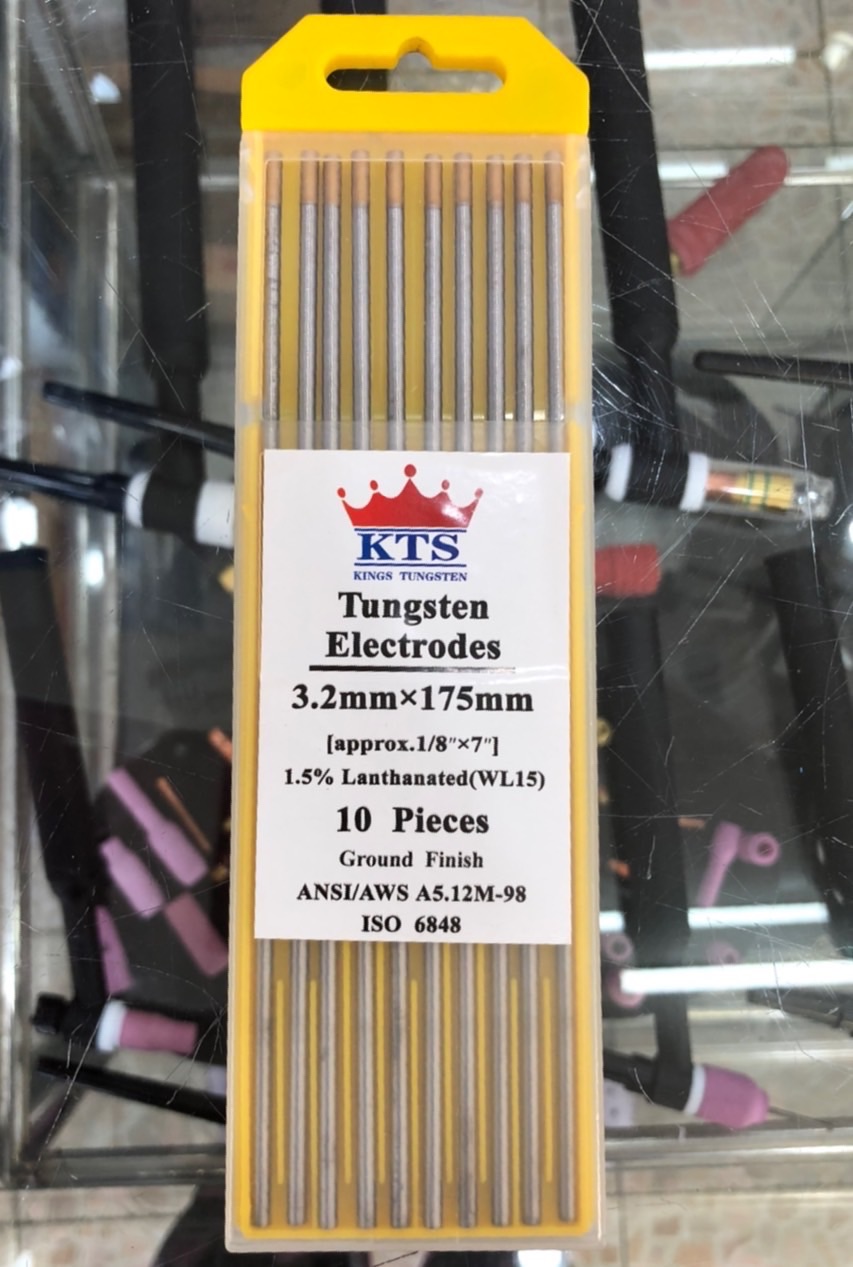 KTS
KINGS TUNGSTEN
Tungsten
Electrodes
3.2mm×175mm
[approx.1/8″×7″]
1.5% Lanthanated(WL15)
10 Pieces
Ground Finish
ANSI/AWS A5.12M-98
ISO 6848